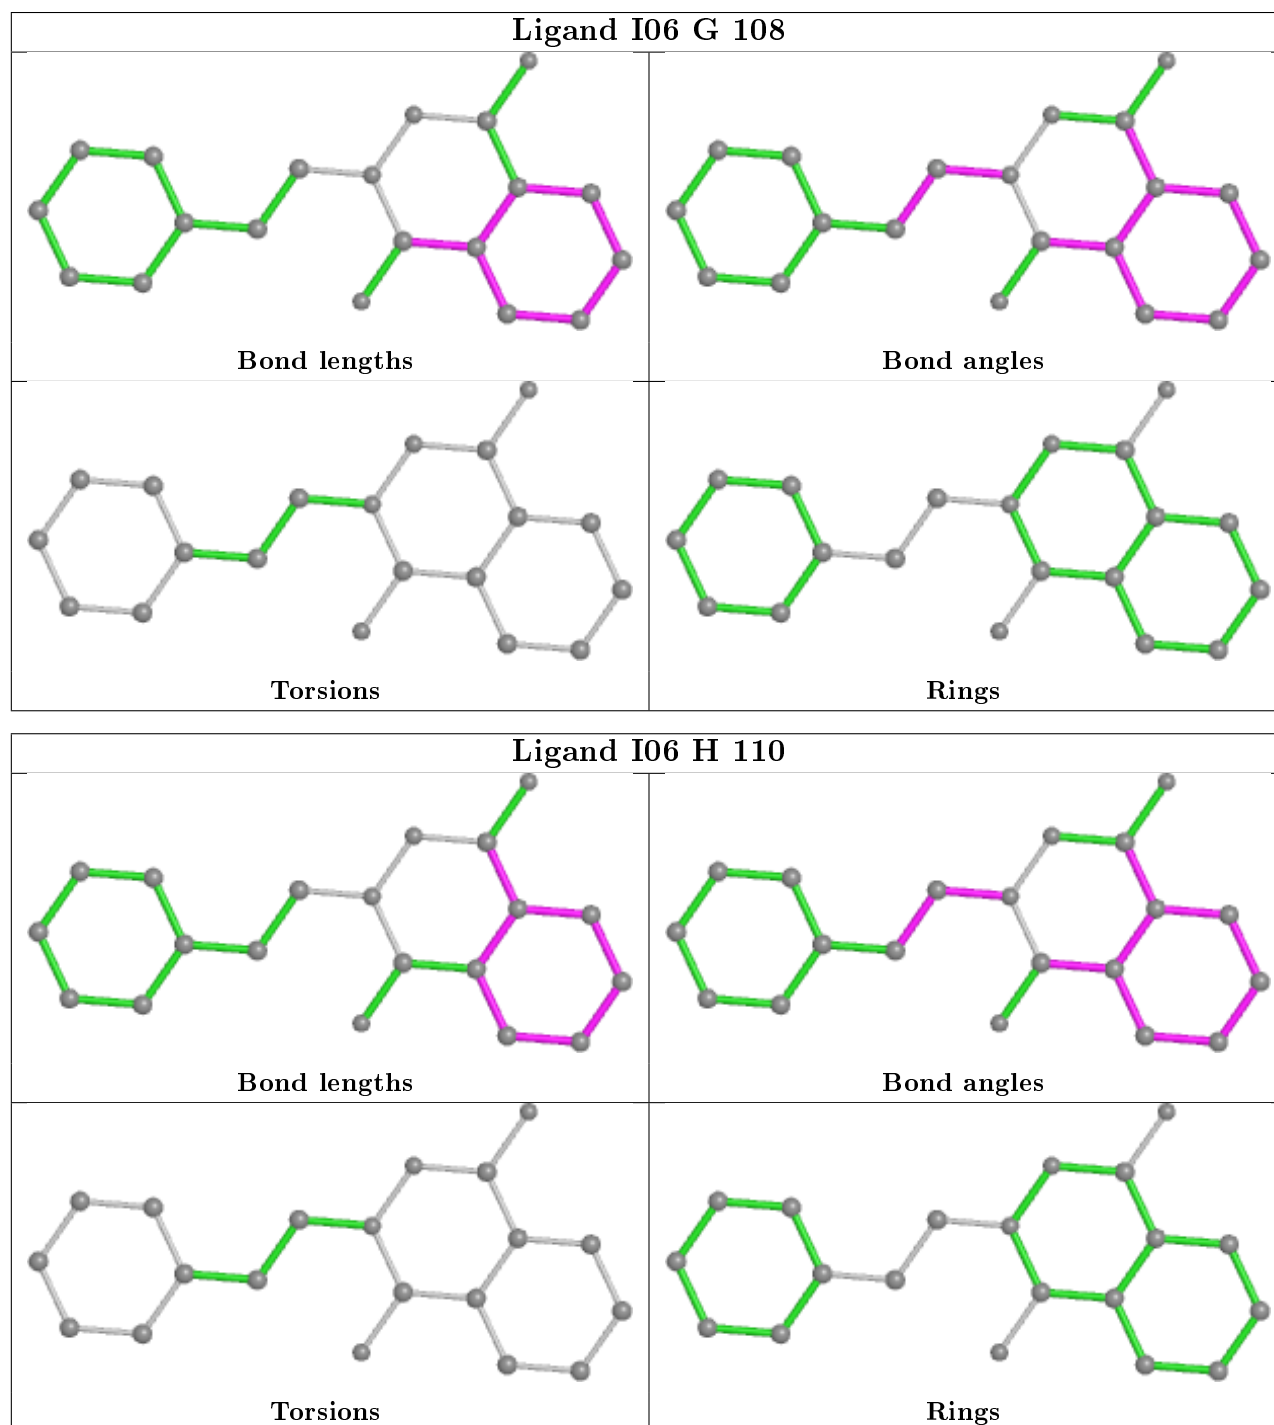 Ligand I06 G 108
Bond lengths
Bond angles
Torsions
Rings
Ligand I06 H 110
Bond lengths
Bond angles
Torsions
Rings